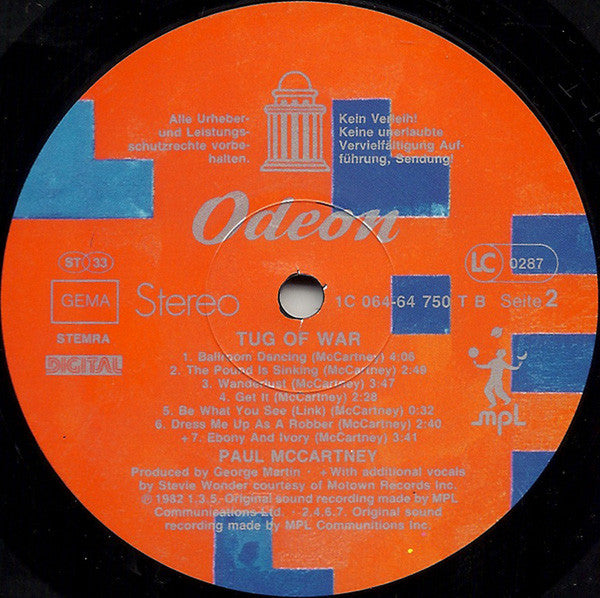 Alle Urheber-
und Leistungs-
schutzrechte vorbe-
halten.
Kein Verleih!
Keine unerlaubte
Vervielfältigung Auf-
führung, Sendung!
Odeon
ST 33
GEMA
STEMRA
DIGITAL
Stereo
LC 0287
1C 064-64 750 T B Seite 2
mpl
TUG OF WAR
1. Ballroom Dancing (McCartney) 4:06
2. The Pound Is Sinking (McCartney) 2:49
3. Wanderlust (McCartney) 3:47
4. Get It (McCartney) 2:28
5. Be What You See (Link) (McCartney) 0:32
6. Dress Me Up As A Robber (McCartney) 2:40
+7. Ebony And Ivory (McCartney) 3:41
PAUL MCCARTNEY
Produced by George Martin · +With additional vocals
by Stevie Wonder courtesy of Motown Records Inc.
℗ 1982 1.3.5. Original sound recording made by MPL
Communications Ltd. · 2.4.6.7. Original sound
recording made by MPL Communitions Inc.